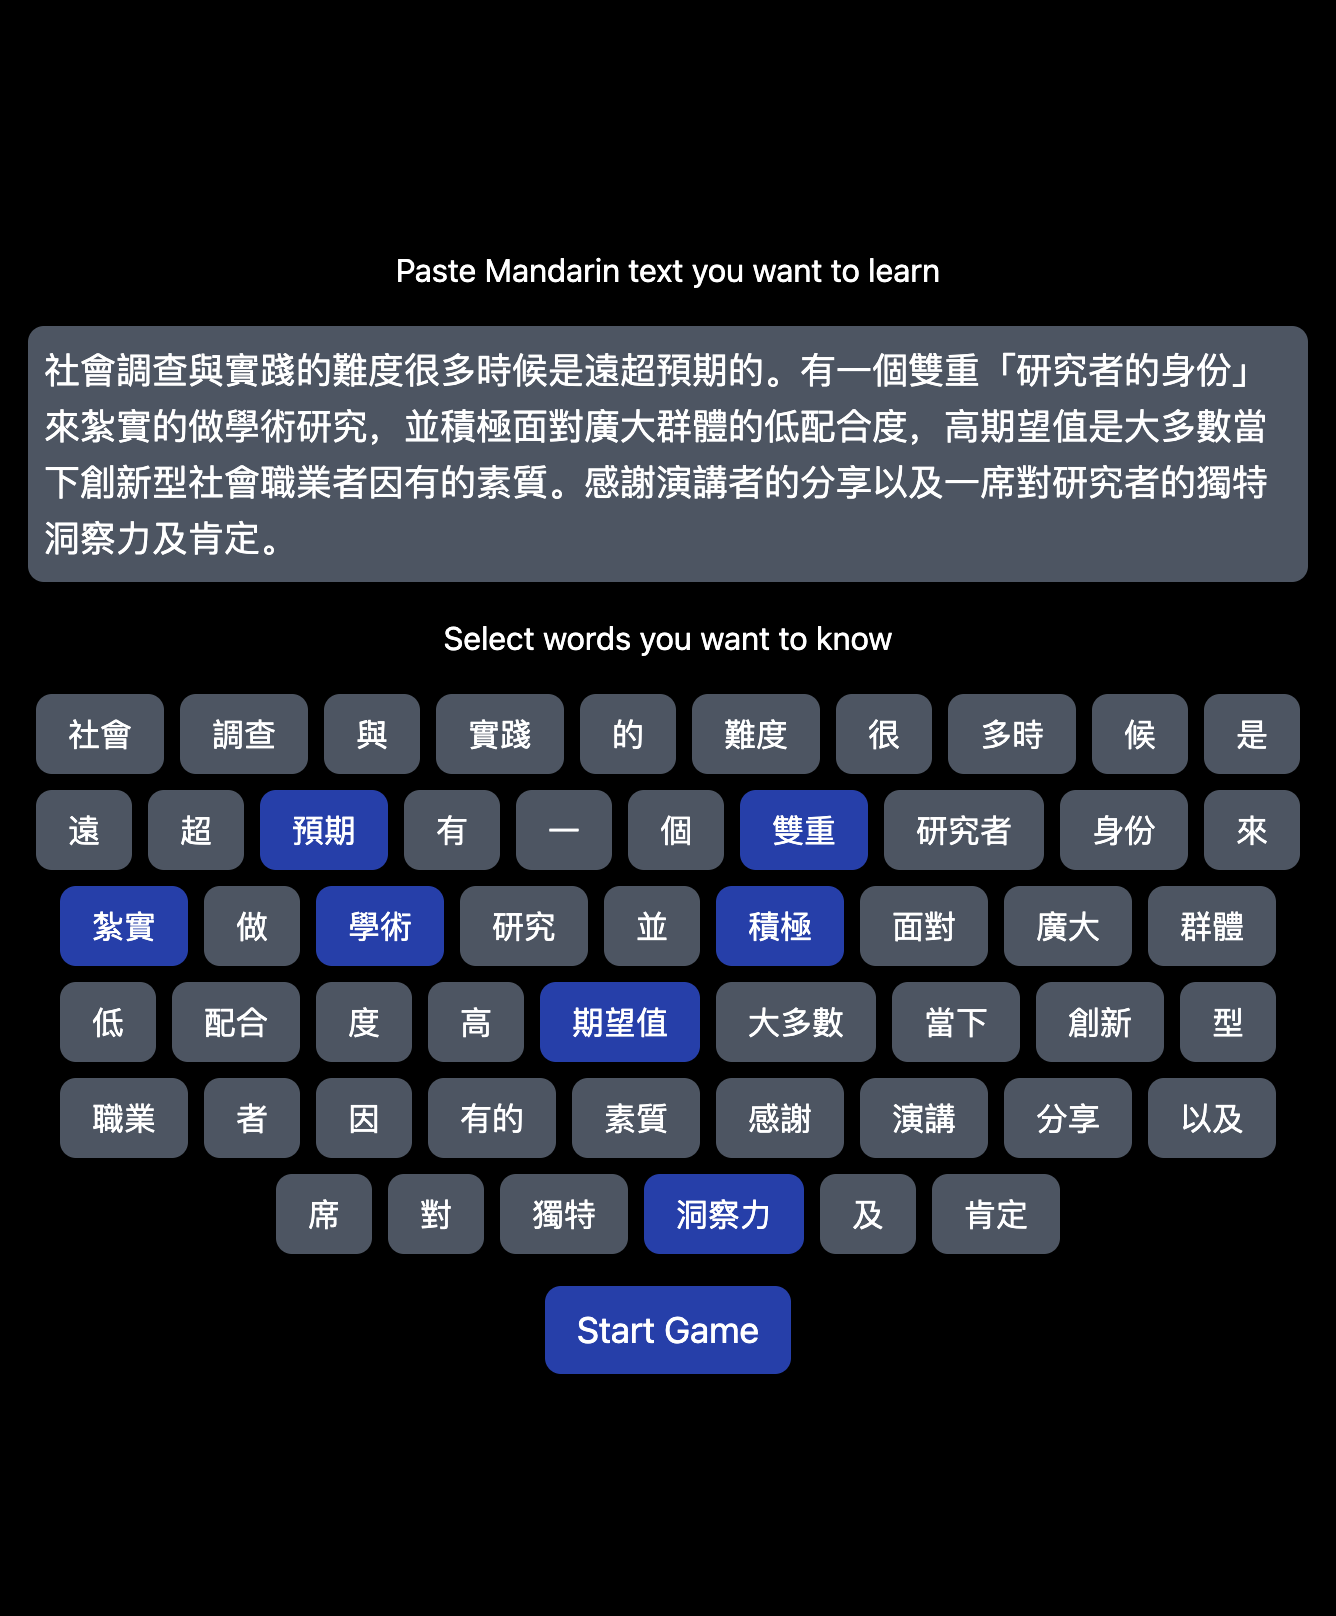 Paste Mandarin text you want to learn
社會調查與實踐的難度很多時候是遠超預期的。有一個雙重「研究者的身份」
來紮實的做學術研究，並積極面對廣大群體的低配合度，高期望值是大多數當
下創新型社會職業者因有的素質。感謝演講者的分享以及一席對研究者的獨特
洞察力及肯定。
Select words you want to know
社會 調查 與 實踐 的 難度 很 多時 候 是
遠 超 預期 有 一 個 雙重 研究者 身份 來
紮實 做 學術 研究 並 積極 面對 廣大 群體
低 配合 度 高 期望值 大多數 當下 創新 型
職業 者 因 有的 素質 感謝 演講 分享 以及
席 對 獨特 洞察力 及 肯定
Start Game